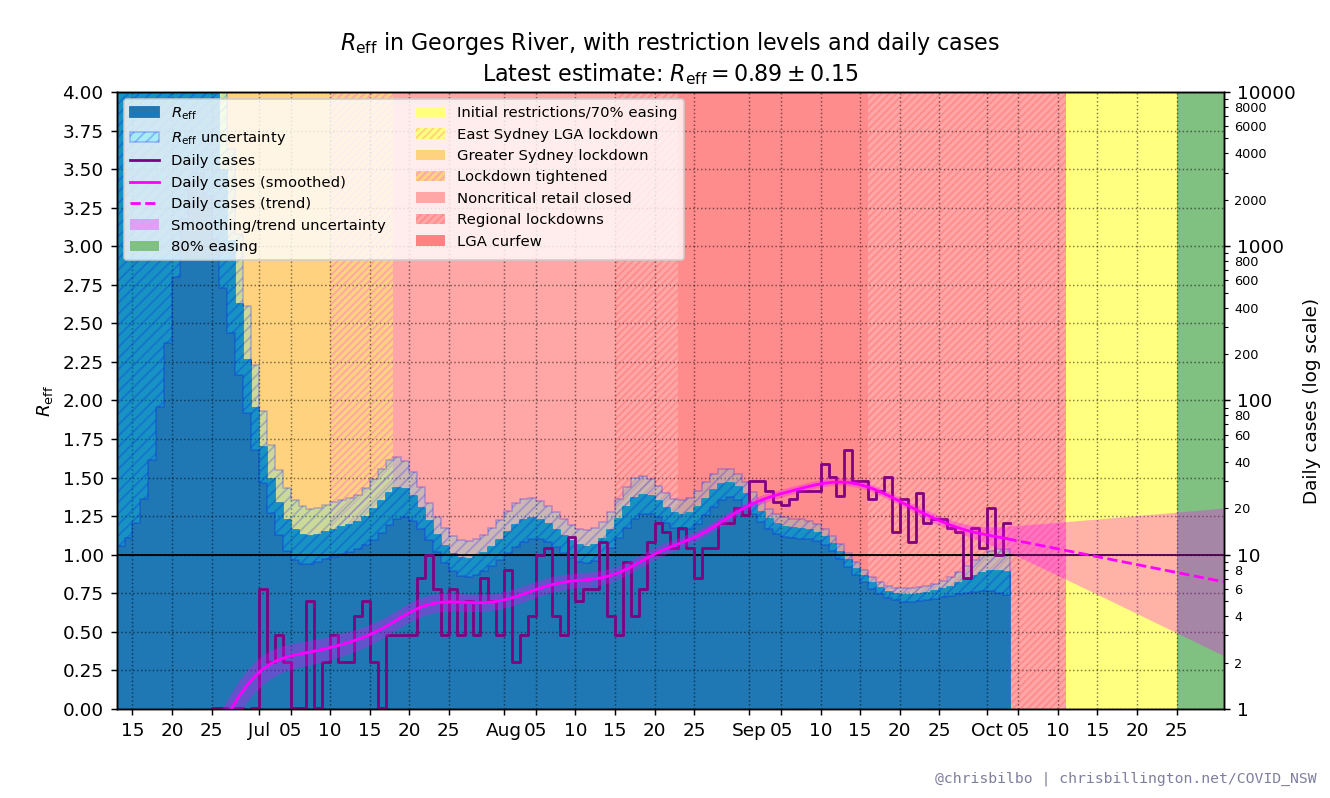 Reff in Georges River, with restriction levels and daily cases
Latest estimate: Reff = 0.89 ± 0.15
Reff
Reff uncertainty
Daily cases
Daily cases (smoothed)
Daily cases (trend)
Smoothing/trend uncertainty
80% easing
Initial restrictions/70% easing
East Sydney LGA lockdown
Greater Sydney lockdown
Lockdown tightened
Noncritical retail closed
Regional lockdowns
LGA curfew
4.00
3.75
3.50
3.25
3.00
2.75
2.50
2.25
2.00
1.75
1.50
1.25
1.00
0.75
0.50
0.25
0.00
Reff
10000
8000
6000
4000
2000
1000
800
600
400
200
100
80
60
40
20
10
8
6
4
2
1
Daily cases (log scale)
15 20 25 Jul 05 10 15 20 25 Aug 05 10 15 20 25 Sep 05 10 15 20 25 Oct 05 10 15 20 25
@chrisbilbo | chrisbillington.net/COVID_NSW